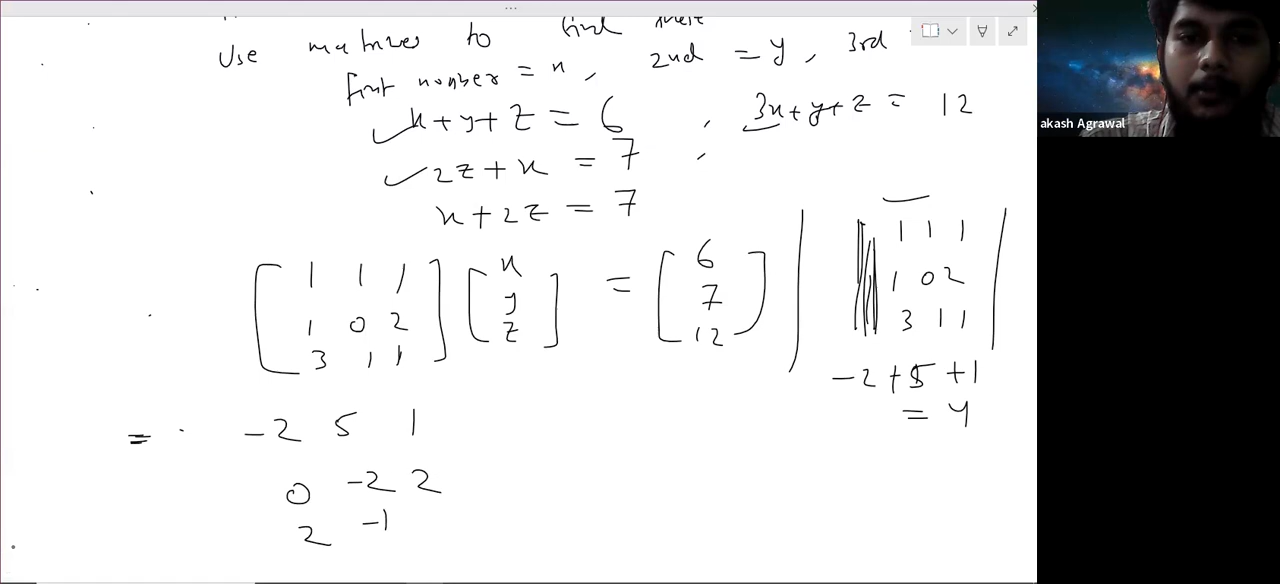 Use matrices to find
first number = x, 2nd = y, 3rd
x+y+z = 6, 3x+y+z = 12
2z+x = 7,
x+2z = 7
[1 1 1] [x] = [6] | 1 1 1 |
[1 0 2] [y] [7] | 1 0 2 |
[3 1 1] [z] [12] | 3 1 1 |
-2+5+1
= 4
= -2 5 1
0 -2 2
2 -1
akash Agrawal